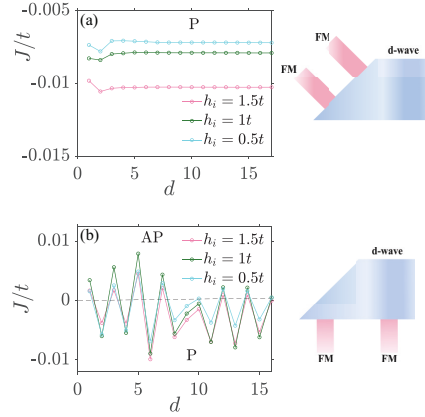 (a)
P
-0.005
-0.01
-0.015
J/t
h_i = 1.5t
h_i = 1t
h_i = 0.5t
0 5 10 15
d
FM
FM
d-wave
(b)
AP
0.01
0
-0.01
J/t
h_i = 1.5t
h_i = 1t
h_i = 0.5t
P
0 5 10 15
d
d-wave
FM
FM